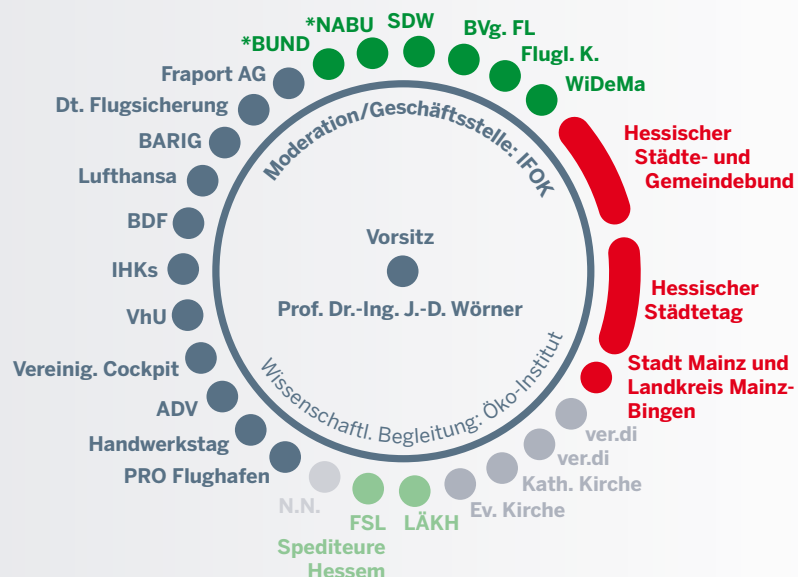 *BUND
*NABU
SDW
BVg. FL
Flugl. K.
WiDeMa
Hessischer
Städte- und
Gemeindebund
Hessischer
Städtetag
Stadt Mainz und
Landkreis Mainz-
Bingen
ver.di
ver.di
Kath. Kirche
Ev. Kirche
LÄKH
FSL
Spediteure
Hessem
N.N.
PRO Flughafen
Handwerkstag
ADV
Vereinig. Cockpit
VhU
IHKs
BDF
Lufthansa
BARIG
Dt. Flugsicherung
Fraport AG
Moderation/Geschäftsstelle: IFOK
Vorsitz
Prof. Dr.-Ing. J.-D. Wörner
Wissenschaftl. Begleitung: Öko-Institut